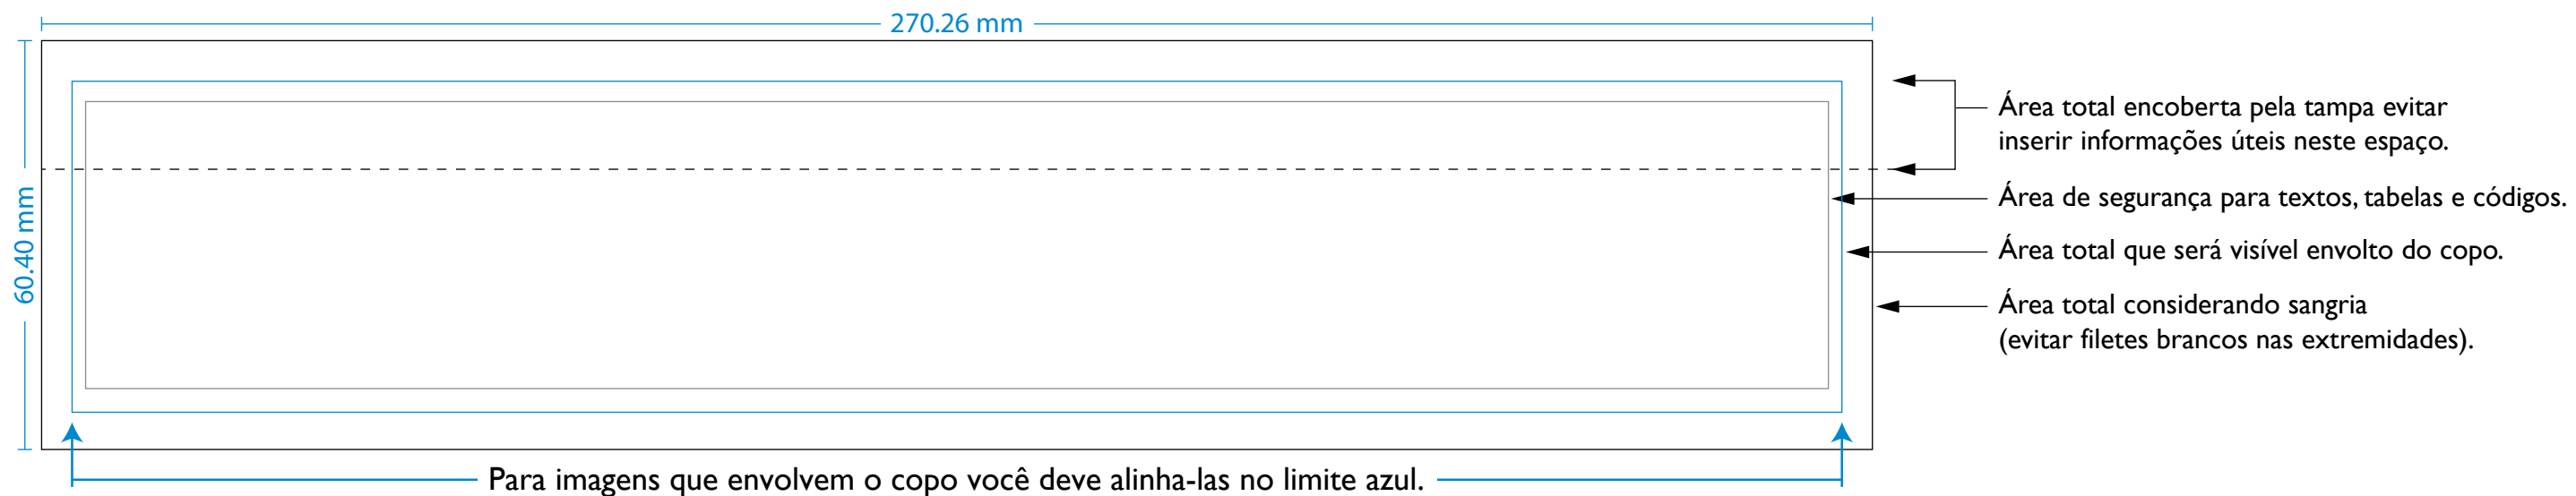 270.26 mm
60.40 mm
Área total encoberta pela tampa evitar
inserir informações úteis neste espaço.
Área de segurança para textos, tabelas e códigos.
Área total que será visível envolto do copo.
Área total considerando sangria
(evitar filetes brancos nas extremidades).
Para imagens que envolvem o copo você deve alinha-las no limite azul.